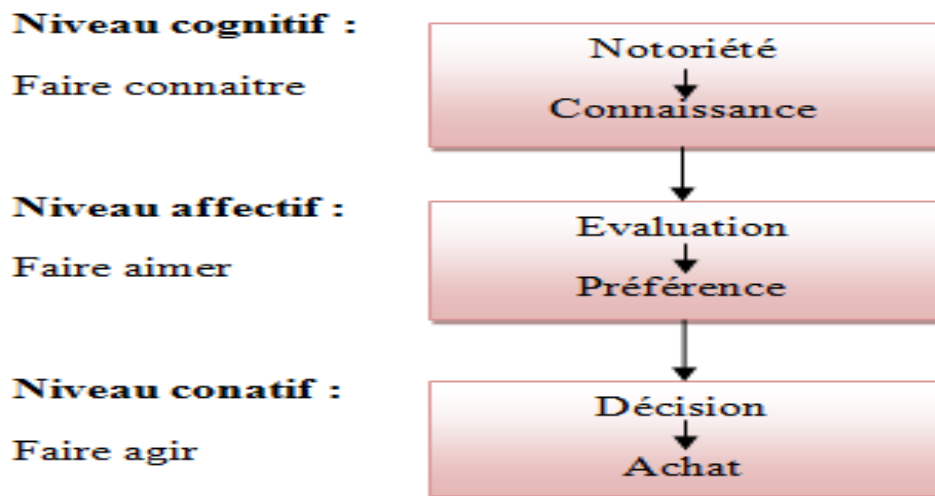 Niveau cognitif :
Faire connaitre
Notoriété
Connaissance
Niveau affectif :
Faire aimer
Evaluation
Préférence
Niveau conatif :
Faire agir
Décision
Achat